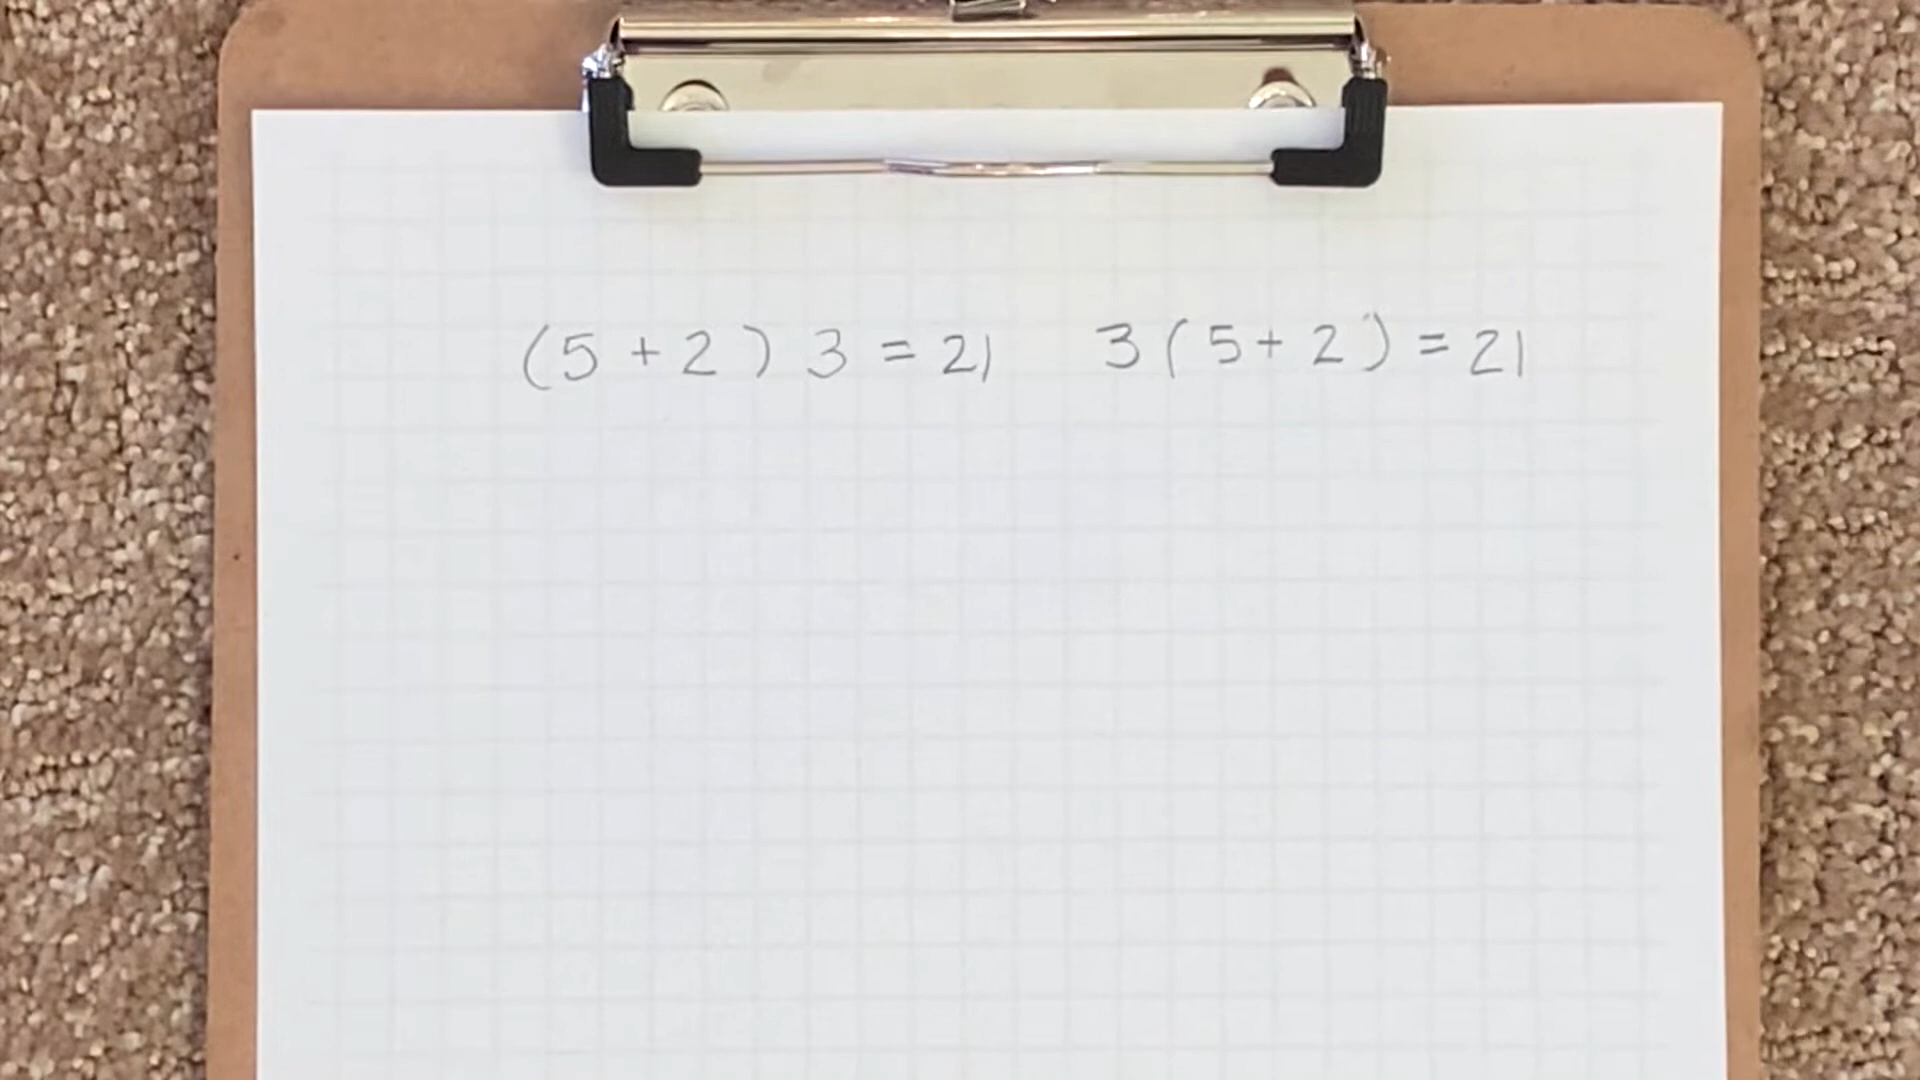 (5 + 2) 3 = 21 3(5 + 2) = 21